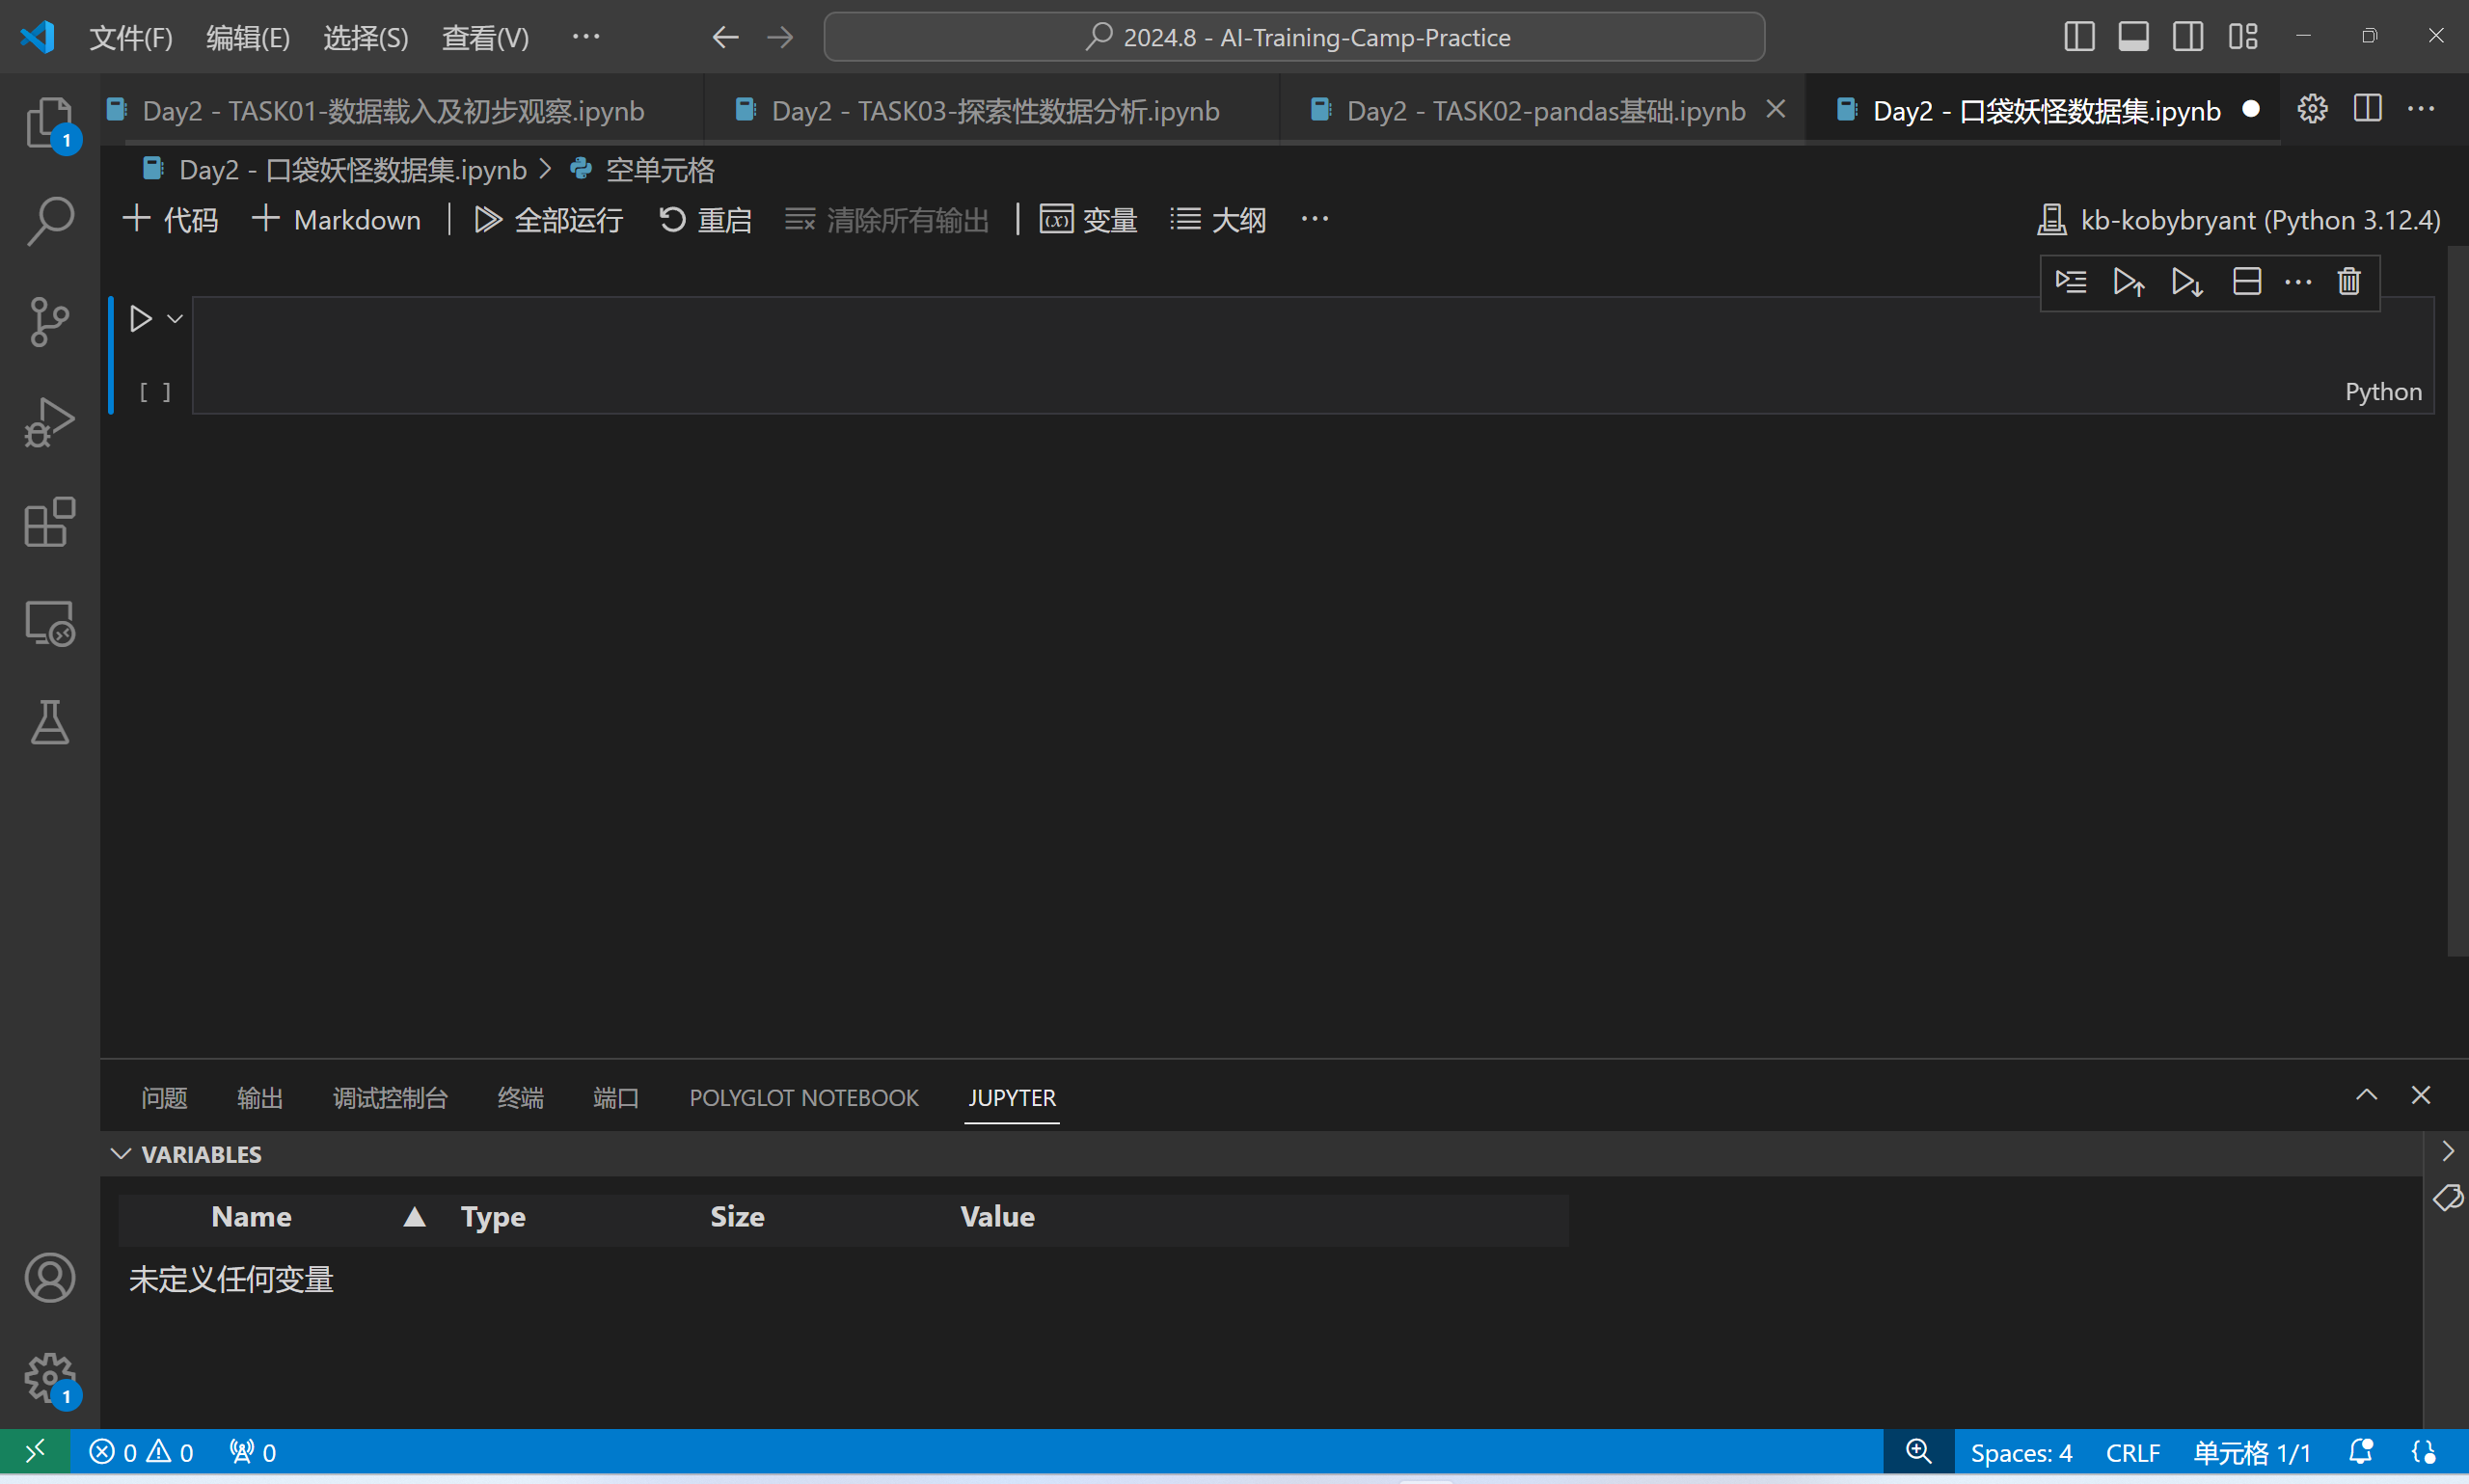 文件(F) 编辑(E) 选择(S) 查看(V) ··· 2024.8 - AI-Training-Camp-Practice
Day2 - TASK01-数据载入及初步观察.ipynb Day2 - TASK03-探索性数据分析.ipynb Day2 - TASK02-pandas基础.ipynb Day2 - 口袋妖怪数据集.ipynb
1
Day2 - 口袋妖怪数据集.ipynb > 空单元格
代码 Markdown 全部运行 重启 清除所有输出 变量 大纲 ··· kb-kobybryant (Python 3.12.4)
[ ] Python
问题 输出 调试控制台 终端 端口 POLYGLOT NOTEBOOK JUPYTER
VARIABLES
Name Type Size Value
未定义任何变量
1
0 0 0 Spaces: 4 CRLF 单元格 1/1